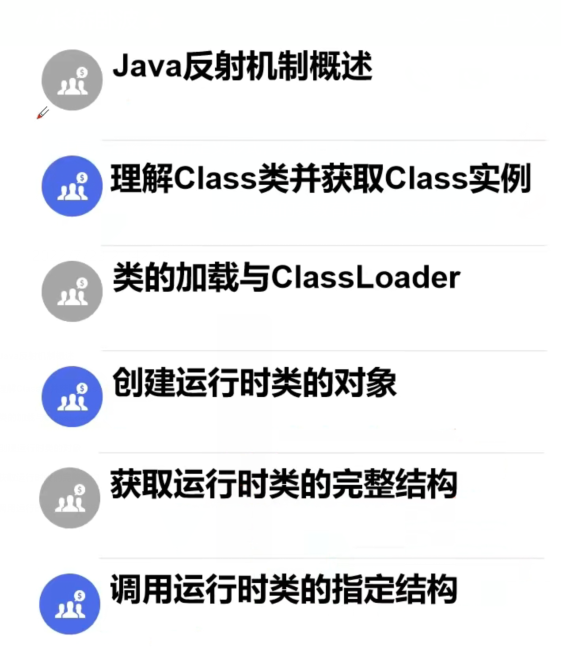 Java反射机制概述
理解Class类并获取Class实例
类的加载与ClassLoader
创建运行时类的对象
获取运行时类的完整结构
调用运行时类的指定结构